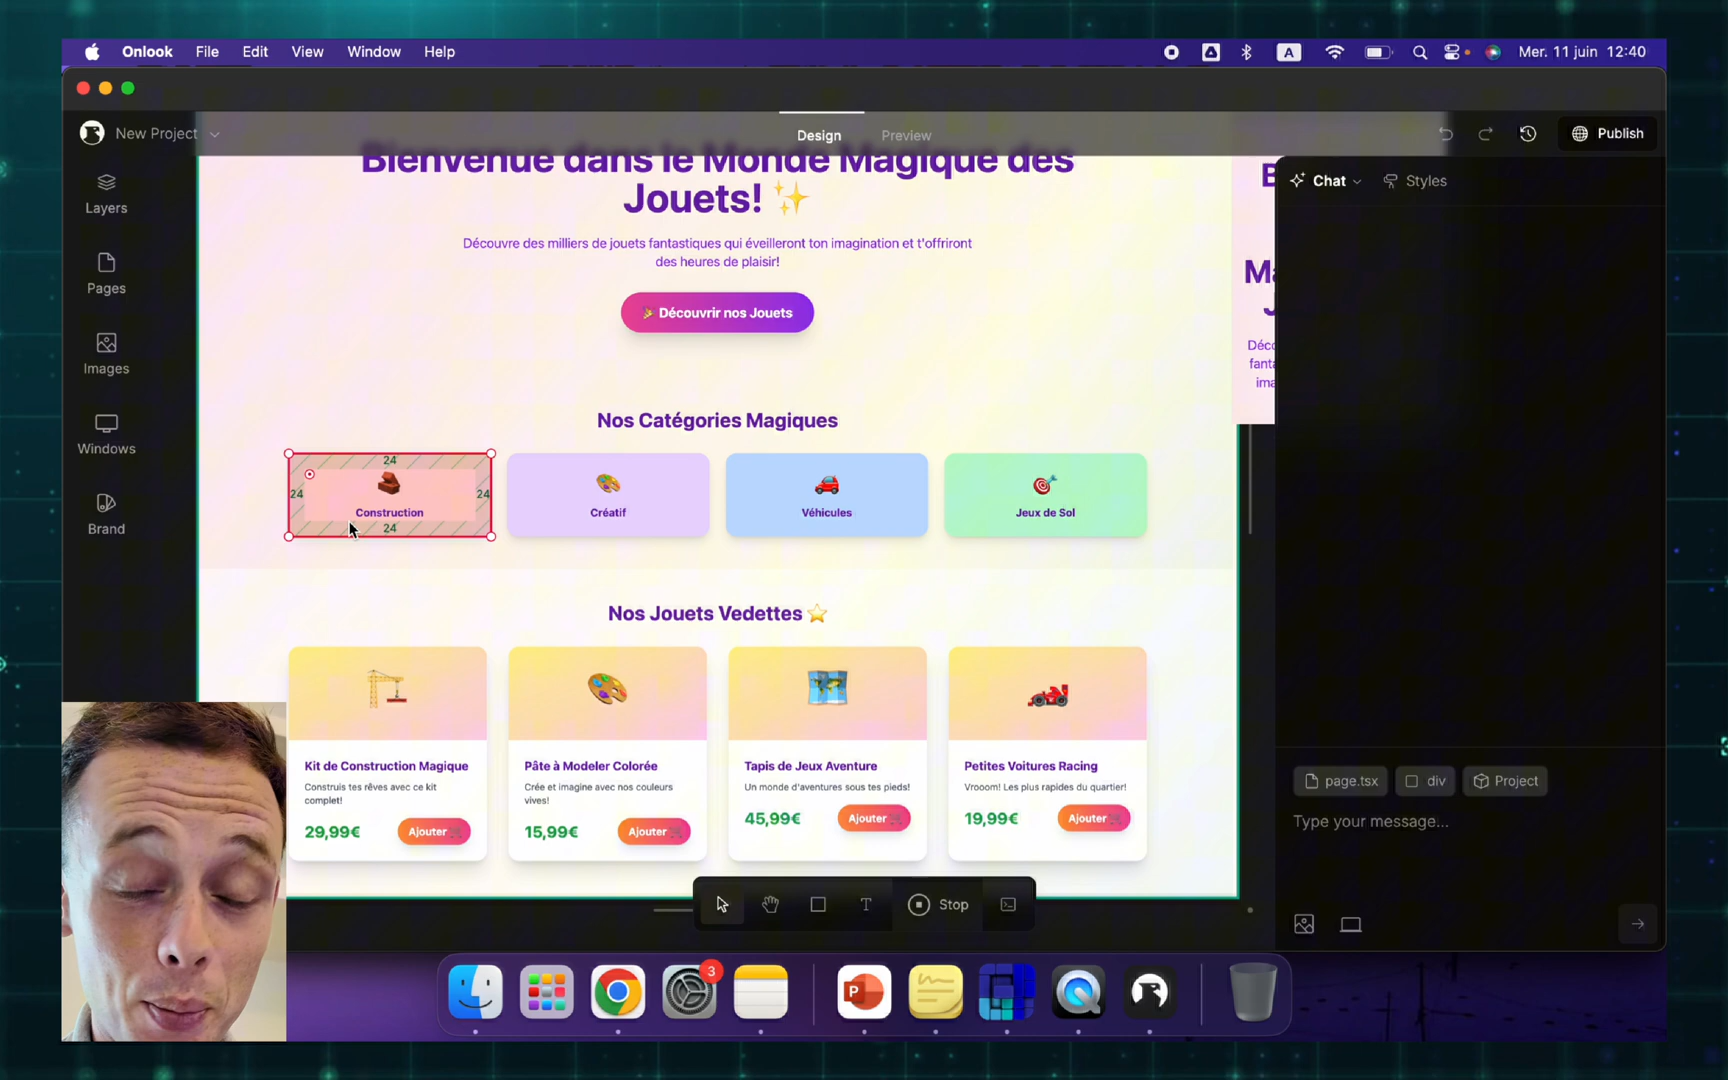 Onlook File Edit View Window Help
A
Mer. 11 juin 12:40
New Project
Design Preview
Publish
Layers
Pages
Images
Windows
Brand
Bienvenue dans le Monde Magique des
Jouets! ✨
Découvre des milliers de jouets fantastiques qui éveilleront ton imagination et t'offriront
des heures de plaisir!
🎉 Découvrir nos Jouets
Nos Catégories Magiques
24
24 24
Construction
24
Créatif
Véhicules
Jeux de Sol
Nos Jouets Vedettes ⭐
Kit de Construction Magique
Construis tes rêves avec ce kit
complet!
29,99€ Ajouter
Pâte à Modeler Colorée
Crée et imagine avec nos couleurs
vives!
15,99€ Ajouter
Tapis de Jeux Aventure
Un monde d'aventures sous tes pieds!
45,99€ Ajouter
Petites Voitures Racing
Vrooom! Les plus rapides du quartier!
19,99€ Ajouter
B
Ma
J
Déco
fanta
ima
Chat Styles
page.tsx div Project
Type your message...
T Stop
3
P